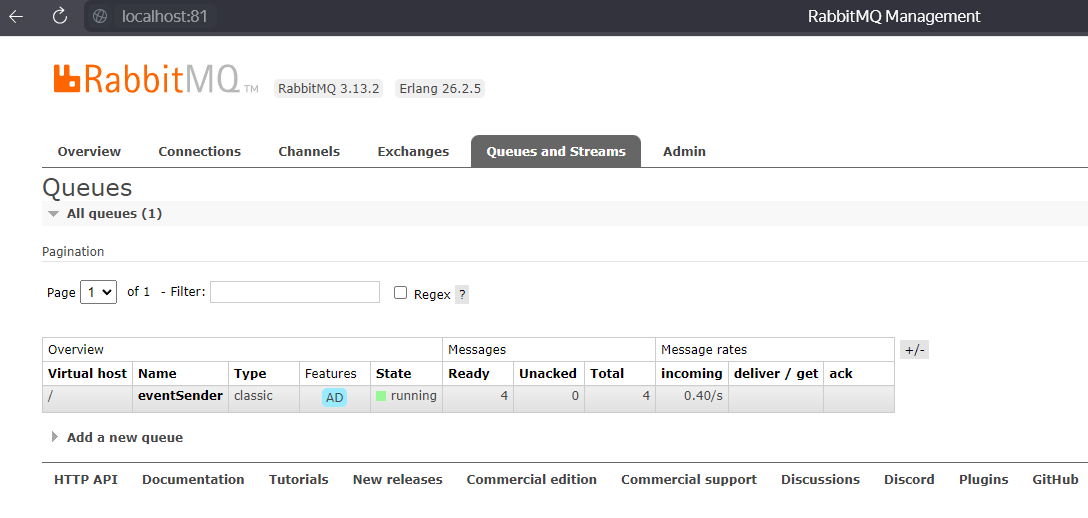 localhost:81 RabbitMQ Management
RabbitMQ TM RabbitMQ 3.13.2 Erlang 26.2.5
Overview Connections Channels Exchanges Queues and Streams Admin
Queues
All queues (1)
Pagination
Page 1 of 1 - Filter: Regex ?
Overview Messages Message rates +/-
Virtual host Name Type Features State Ready Unacked Total incoming deliver / get ack
/ eventSender classic AD running 4 0 4 0.40/s
Add a new queue
HTTP API Documentation Tutorials New releases Commercial edition Commercial support Discussions Discord Plugins GitHub